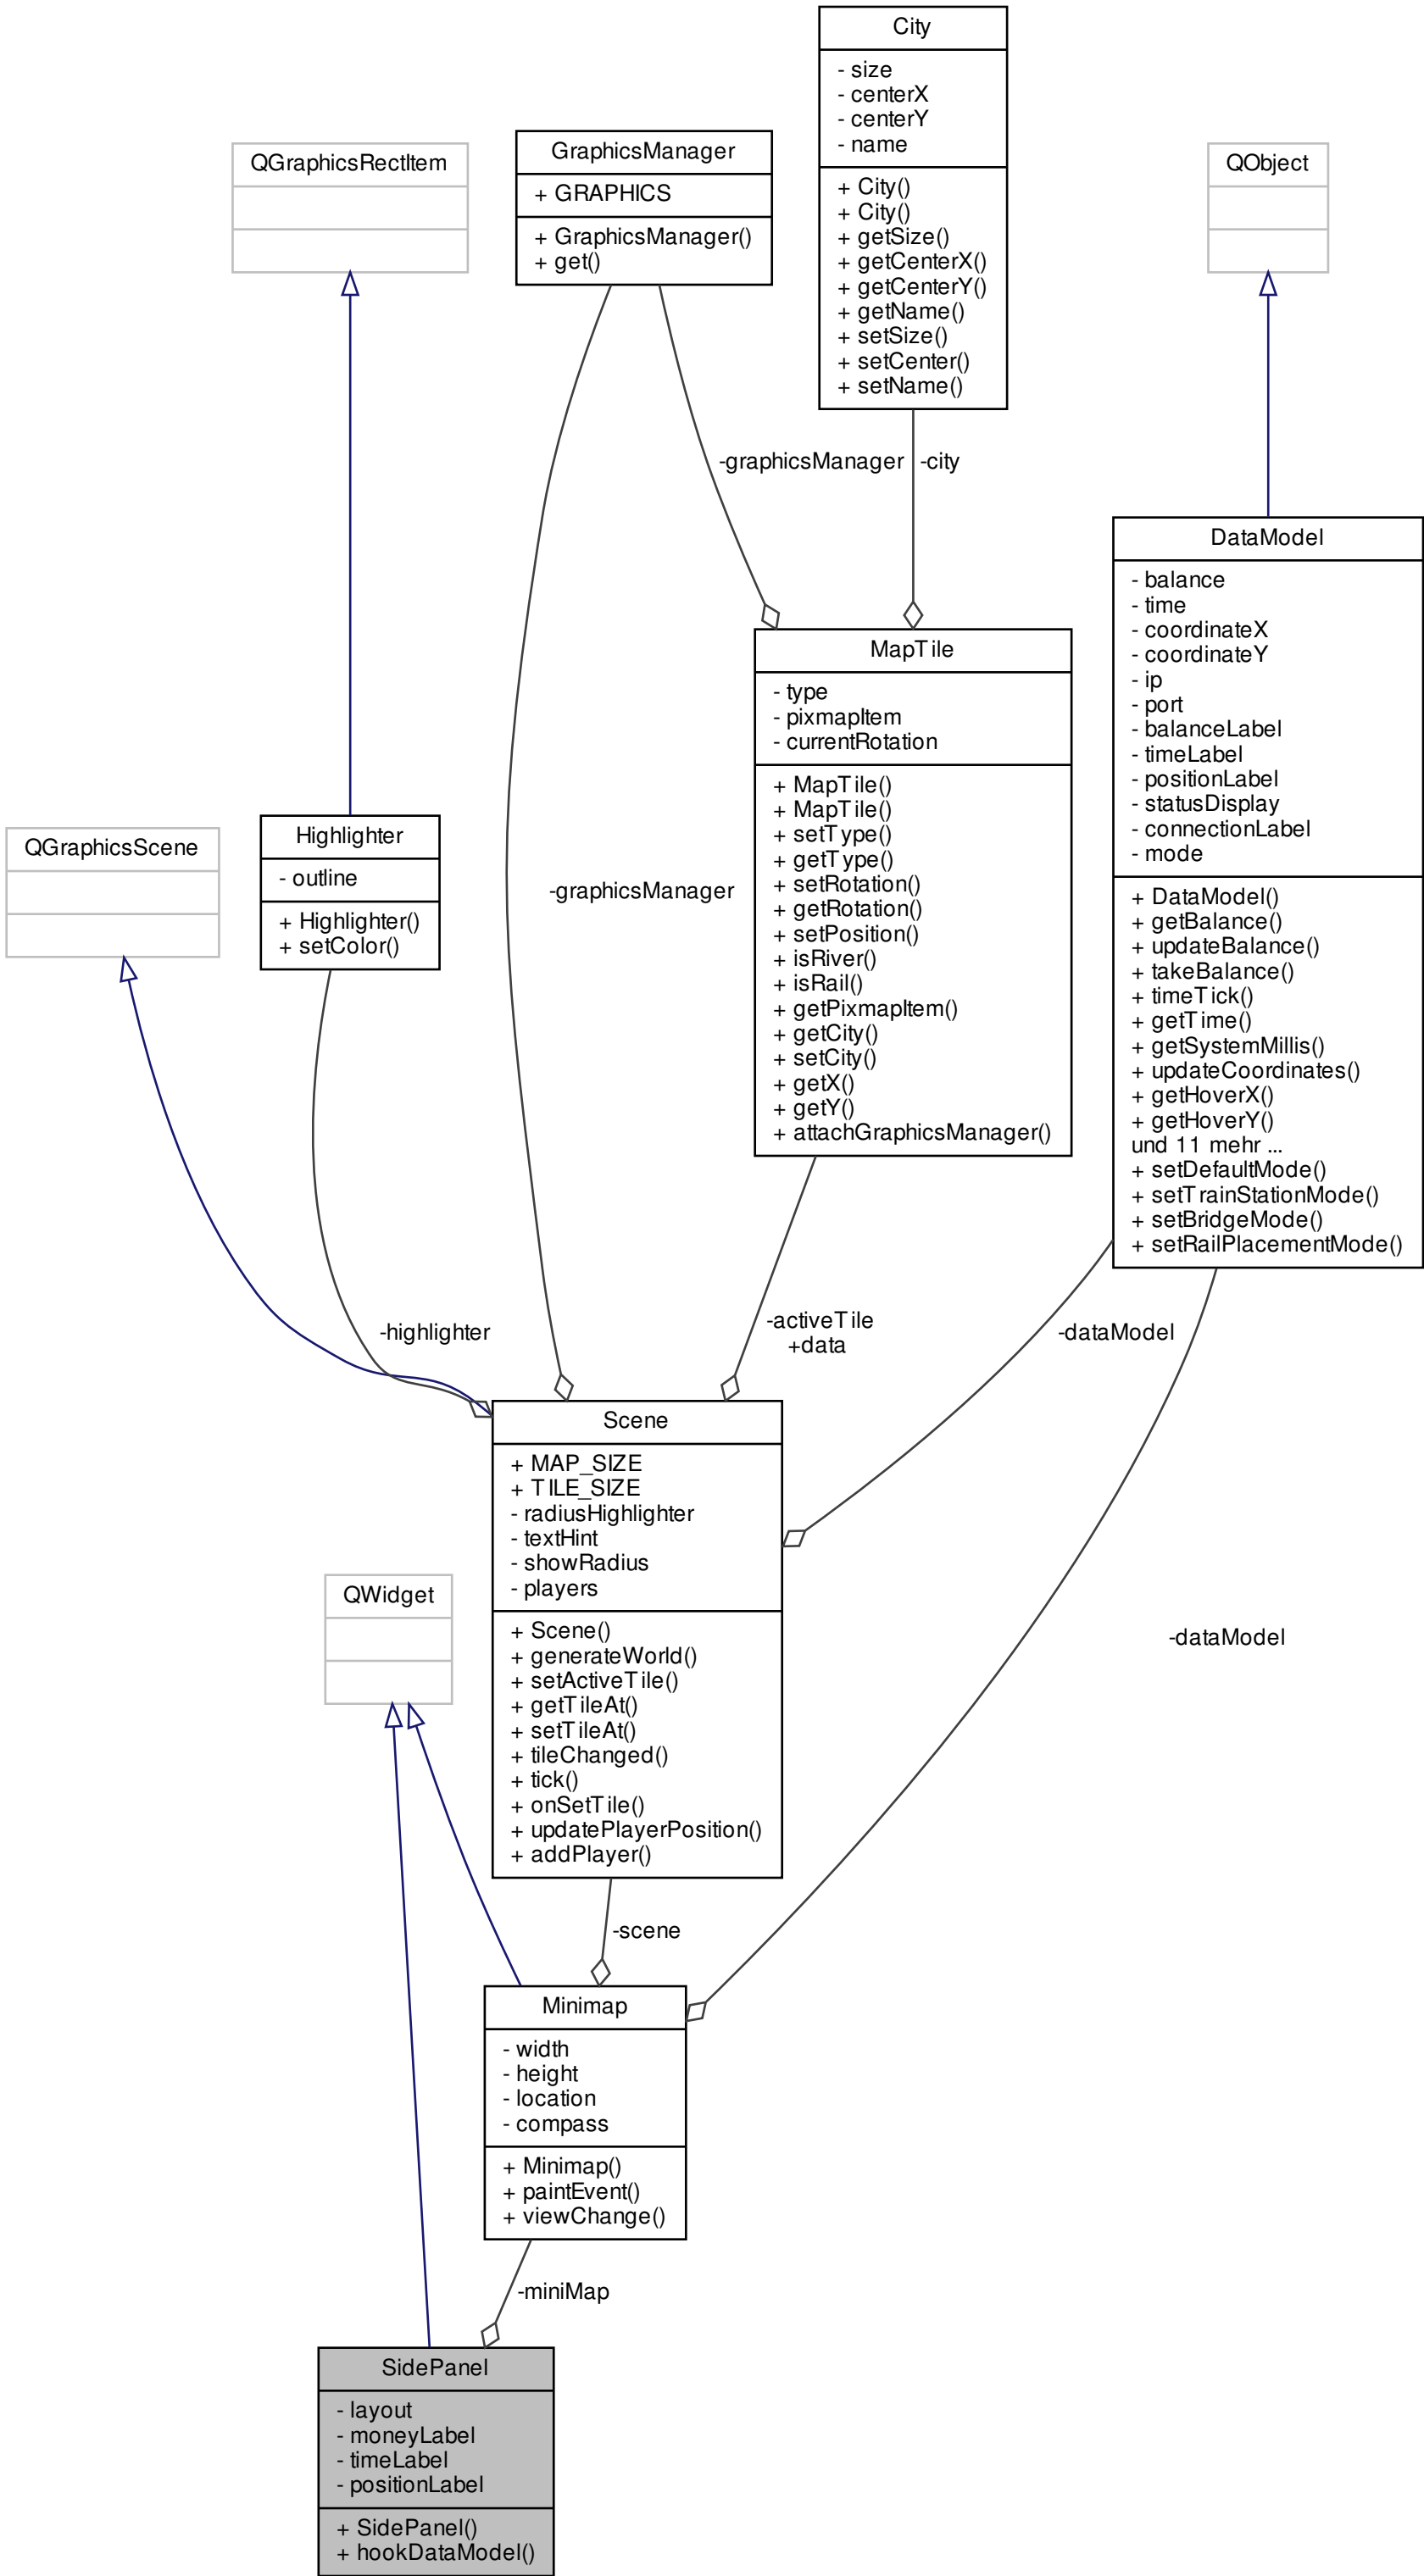 City
- size
- centerX
- centerY
- name
+ City()
+ City()
+ getSize()
+ getCenterX()
+ getCenterY()
+ getName()
+ setSize()
+ setCenter()
+ setName()
GraphicsManager
+ GRAPHICS
+ GraphicsManager()
+ get()
QGraphicsRectItem
QObject
-graphicsManager
-city
DataModel
- balance
- time
- coordinateX
- coordinateY
- ip
- port
- balanceLabel
- timeLabel
- positionLabel
- statusDisplay
- connectionLabel
- mode
+ DataModel()
+ getBalance()
+ updateBalance()
+ takeBalance()
+ timeTick()
+ getTime()
+ getSystemMillis()
+ updateCoordinates()
+ getHoverX()
+ getHoverY()
und 11 mehr ...
+ setDefaultMode()
+ setTrainStationMode()
+ setBridgeMode()
+ setRailPlacementMode()
MapTile
- type
- pixmapItem
- currentRotation
+ MapTile()
+ MapTile()
+ setType()
+ getType()
+ setRotation()
+ getRotation()
+ setPosition()
+ isRiver()
+ isRail()
+ getPixmapItem()
+ getCity()
+ setCity()
+ getX()
+ getY()
+ attachGraphicsManager()
Highlighter
- outline
+ Highlighter()
+ setColor()
QGraphicsScene
-graphicsManager
-highlighter
-activeTile
+data
-dataModel
Scene
+ MAP_SIZE
+ TILE_SIZE
- radiusHighlighter
- textHint
- showRadius
- players
+ Scene()
+ generateWorld()
+ setActiveTile()
+ getTileAt()
+ setTileAt()
+ tileChanged()
+ tick()
+ onSetTile()
+ updatePlayerPosition()
+ addPlayer()
QWidget
-dataModel
-scene
Minimap
- width
- height
- location
- compass
+ Minimap()
+ paintEvent()
+ viewChange()
-miniMap
SidePanel
- layout
- moneyLabel
- timeLabel
- positionLabel
+ SidePanel()
+ hookDataModel()